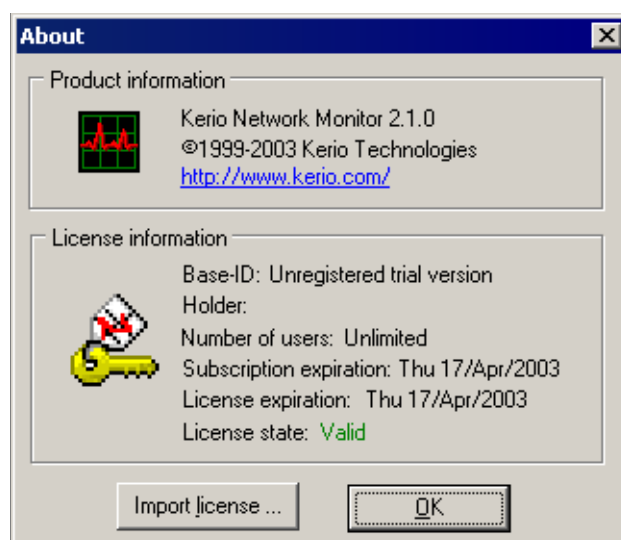 About
Product information
Kerio Network Monitor 2.1.0
©1999-2003 Kerio Technologies
http://www.kerio.com/
License information
Base-ID: Unregistered trial version
Holder:
Number of users: Unlimited
Subscription expiration: Thu 17/Apr/2003
License expiration: Thu 17/Apr/2003
License state: Valid
Import license ...
OK